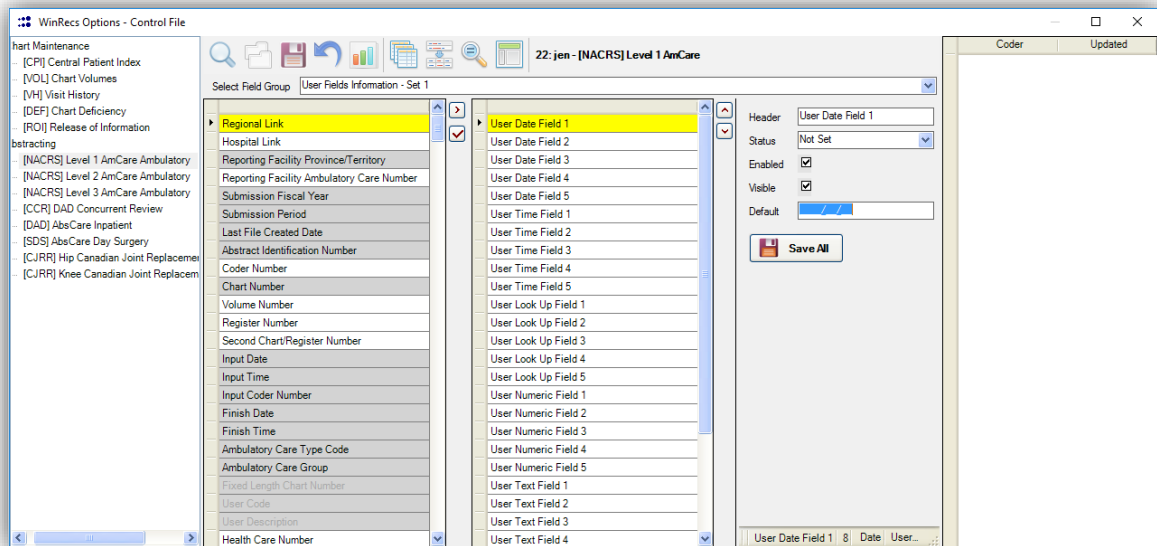 WinRecs Options - Control File
hart Maintenance
[CPI] Central Patient Index
[VOL] Chart Volumes
[VH] Visit History
[DEF] Chart Deficiency
[ROI] Release of Information
bstracting
[NACRS] Level 1 AmCare Ambulatory
[NACRS] Level 2 AmCare Ambulatory
[NACRS] Level 3 AmCare Ambulatory
[CCR] DAD Concurrent Review
[DAD] AbsCare Inpatient
[SDS] AbsCare Day Surgery
[CJRR] Hip Canadian Joint Replacemer
[CJRR] Knee Canadian Joint Replacem
22: jen - [NACRS] Level 1 AmCare
Select Field Group User Fields Information - Set 1
Regional Link
Hospital Link
Reporting Facility Province/Territory
Reporting Facility Ambulatory Care Number
Submission Fiscal Year
Submission Period
Last File Created Date
Abstract Identification Number
Coder Number
Chart Number
Volume Number
Register Number
Second Chart/Register Number
Input Date
Input Time
Input Coder Number
Finish Date
Finish Time
Ambulatory Care Type Code
Ambulatory Care Group
Fixed Length Chart Number
User Code
User Description
Health Care Number
User Date Field 1
User Date Field 2
User Date Field 3
User Date Field 4
User Date Field 5
User Time Field 1
User Time Field 2
User Time Field 3
User Time Field 4
User Time Field 5
User Look Up Field 1
User Look Up Field 2
User Look Up Field 3
User Look Up Field 4
User Look Up Field 5
User Numeric Field 1
User Numeric Field 2
User Numeric Field 3
User Numeric Field 4
User Numeric Field 5
User Text Field 1
User Text Field 2
User Text Field 3
User Text Field 4
Header User Date Field 1
Status Not Set
Enabled
Visible
Default __/__/__
Save All
User Date Field 1 8 Date User...
Coder Updated